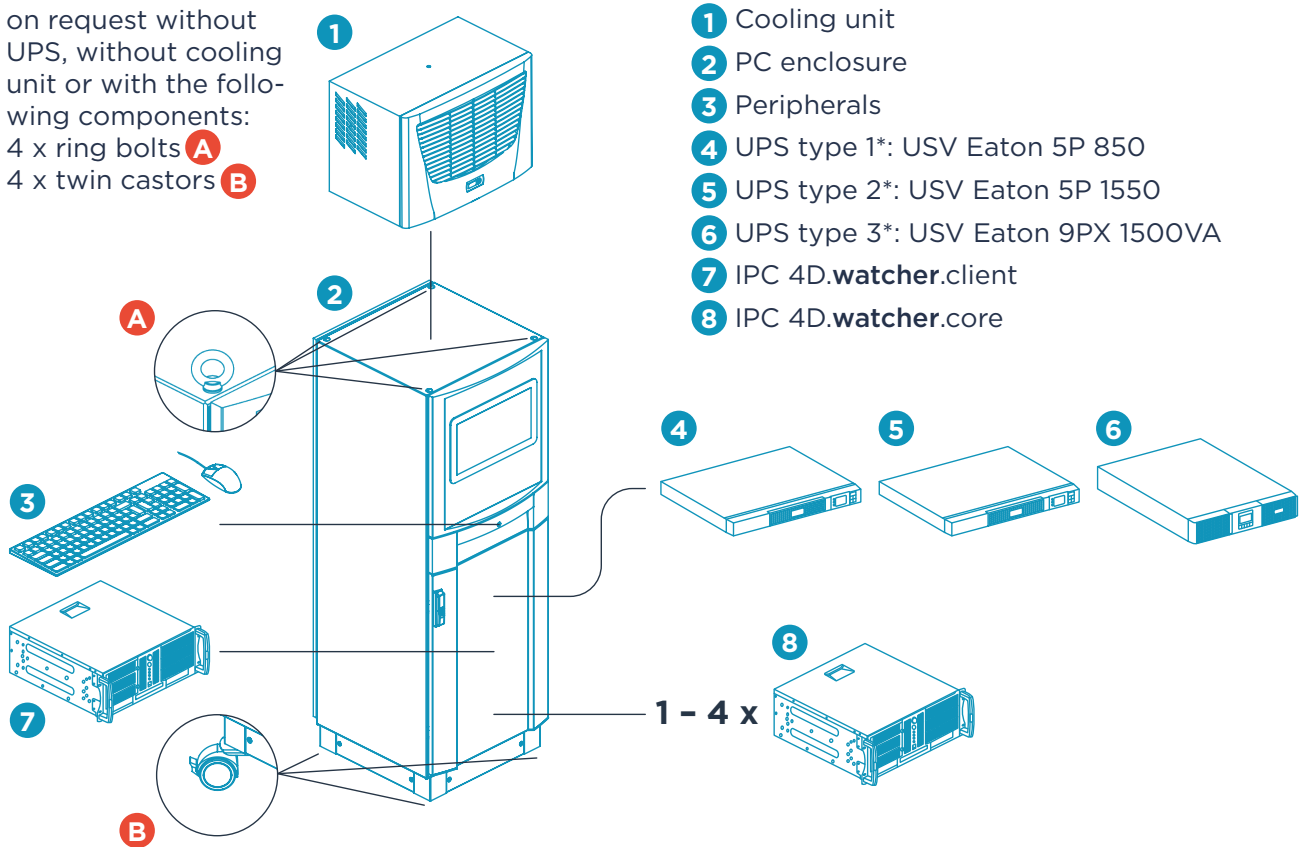 on request without
UPS, without cooling
unit or with the follo-
wing components:
4 x ring bolts A
4 x twin castors B
1 Cooling unit
2 PC enclosure
3 Peripherals
4 UPS type 1*: USV Eaton 5P 850
5 UPS type 2*: USV Eaton 5P 1550
6 UPS type 3*: USV Eaton 9PX 1500VA
7 IPC 4D.watcher.client
8 IPC 4D.watcher.core
1
2
A
3
4
5
6
7
8
1 – 4 x
B